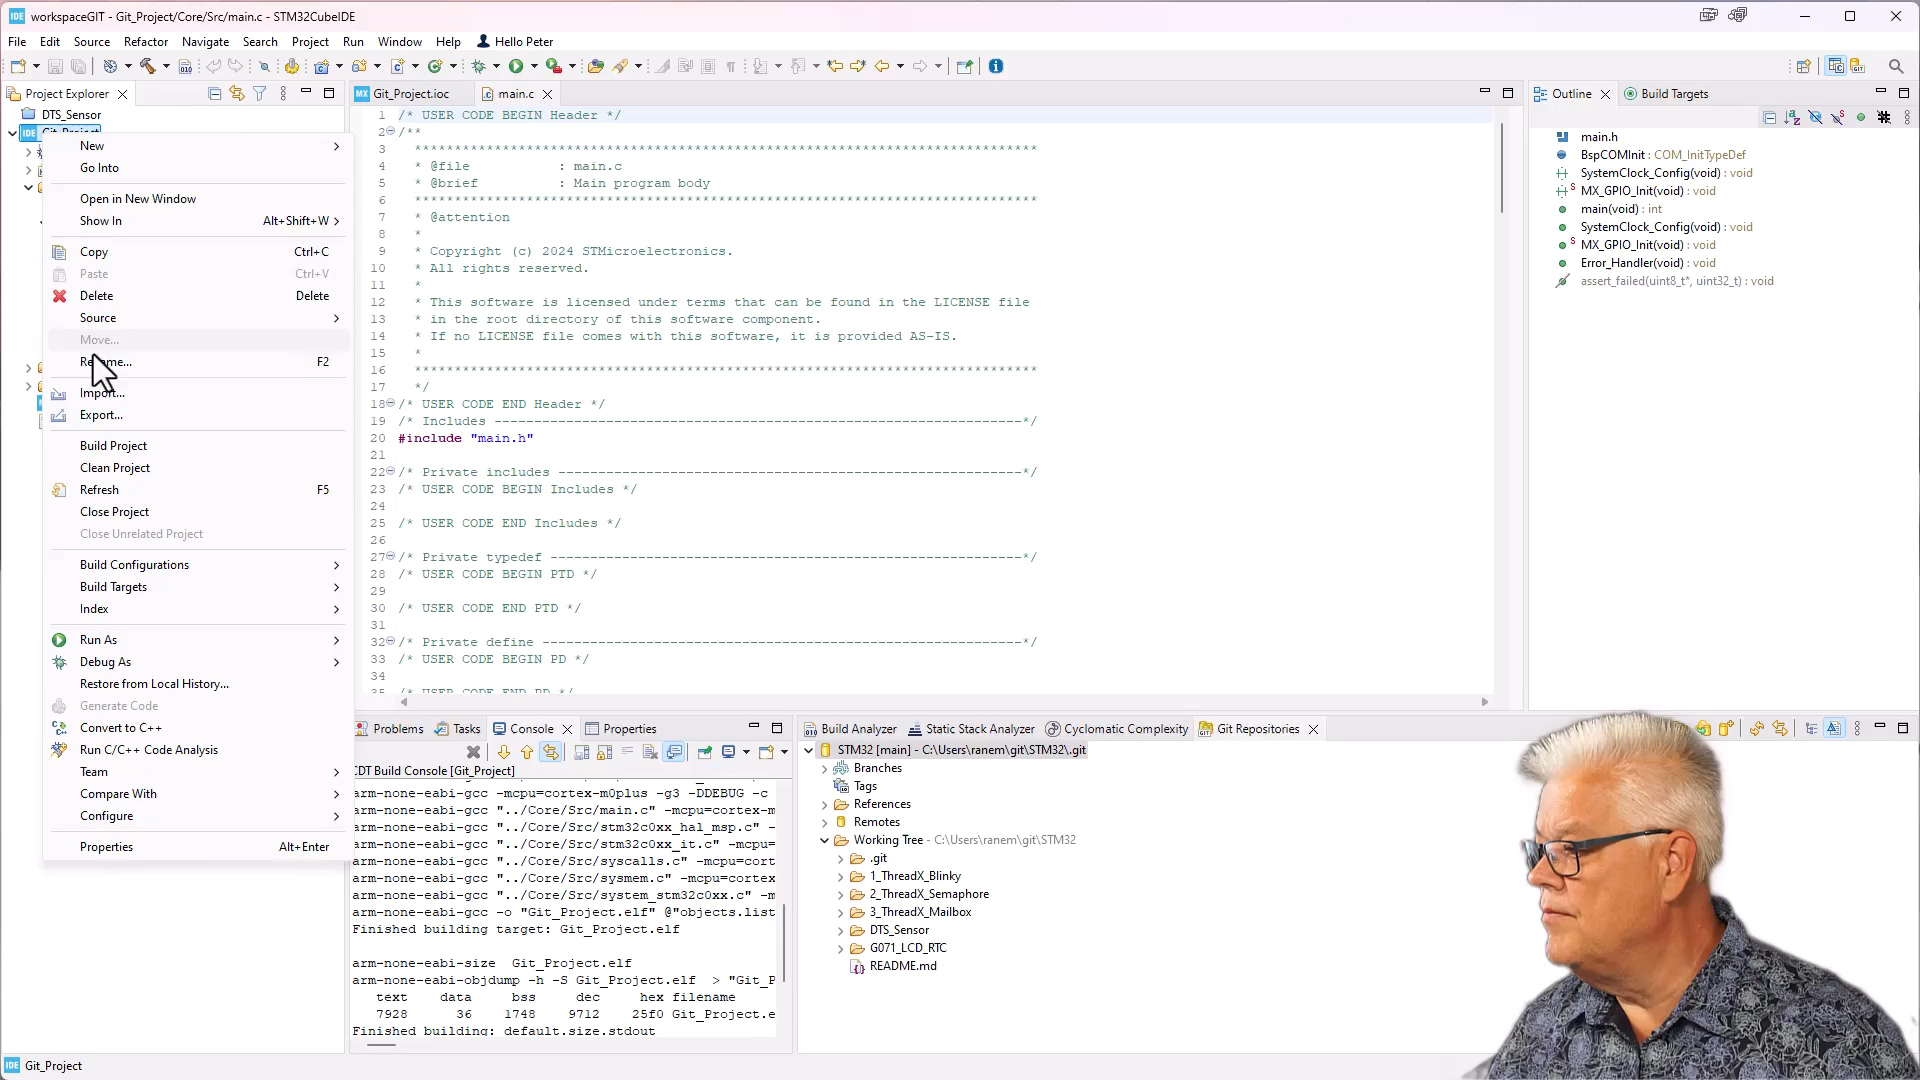 workspaceGIT - Git_Project/Core/Src/main.c - STM32CubeIDE
File Edit Source Refactor Navigate Search Project Run Window Help Hello Peter
Project Explorer
DTS_Sensor
Git_Project
New
Go Into
Open in New Window
Show In Alt+Shift+W
Copy Ctrl+C
Paste Ctrl+V
Delete Delete
Source
Move...
Rename... F2
Import...
Export...
Build Project
Clean Project
Refresh F5
Close Project
Close Unrelated Project
Build Configurations
Build Targets
Index
Run As
Debug As
Restore from Local History...
Generate Code
Convert to C++
Run C/C++ Code Analysis
Team
Compare With
Configure
Properties Alt+Enter
Git_Project.ioc main.c
1 /* USER CODE BEGIN Header */
2 /**
3 ******************************************************************************
4 * @file : main.c
5 * @brief : Main program body
6 ******************************************************************************
7 * @attention
8 *
9 * Copyright (c) 2024 STMicroelectronics.
10 * All rights reserved.
11 *
12 * This software is licensed under terms that can be found in the LICENSE file
13 * in the root directory of this software component.
14 * If no LICENSE file comes with this software, it is provided AS-IS.
15 *
16 ******************************************************************************
17 */
18 /* USER CODE END Header */
19 /* Includes ------------------------------------------------------------------*/
20 #include "main.h"
21
22 /* Private includes ----------------------------------------------------------*/
23 /* USER CODE BEGIN Includes */
24
25 /* USER CODE END Includes */
26
27 /* Private typedef -----------------------------------------------------------*/
28 /* USER CODE BEGIN PTD */
29
30 /* USER CODE END PTD */
31
32 /* Private define ------------------------------------------------------------*/
33 /* USER CODE BEGIN PD */
34
35 /* USER CODE END PD */
Outline Build Targets
main.h
BspCOMInit : COM_InitTypeDef
SystemClock_Config(void) : void
MX_GPIO_Init(void) : void
main(void) : int
SystemClock_Config(void) : void
MX_GPIO_Init(void) : void
Error_Handler(void) : void
assert_failed(uint8_t*, uint32_t) : void
Problems Tasks Console Properties
CDT Build Console [Git_Project]
arm-none-eabi-gcc -mcpu=cortex-m0plus -g3 -DDEBUG -c
arm-none-eabi-gcc "../Core/Src/main.c" -mcpu=cortex-
arm-none-eabi-gcc "../Core/Src/stm32c0xx_hal_msp.c" -
arm-none-eabi-gcc "../Core/Src/stm32c0xx_it.c" -mcpu=
arm-none-eabi-gcc "../Core/Src/syscalls.c" -mcpu=cort
arm-none-eabi-gcc "../Core/Src/sysmem.c" -mcpu=cortex
arm-none-eabi-gcc "../Core/Src/system_stm32c0xx.c" -m
arm-none-eabi-gcc -o "Git_Project.elf" @"objects.list
Finished building target: Git_Project.elf
arm-none-eabi-size Git_Project.elf
arm-none-eabi-objdump -h -S Git_Project.elf > "Git_P
text data bss dec hex filename
7928 36 1748 9712 25f0 Git_Project.e
Finished building: default.size.stdout
Build Analyzer Static Stack Analyzer Cyclomatic Complexity Git Repositories
STM32 [main] - C:\Users\ranem\git\STM32\.git
Branches
Tags
References
Remotes
Working Tree - C:\Users\ranem\git\STM32
.git
1_ThreadX_Blinky
2_ThreadX_Semaphore
3_ThreadX_Mailbox
DTS_Sensor
G071_LCD_RTC
README.md
IDE Git_Project